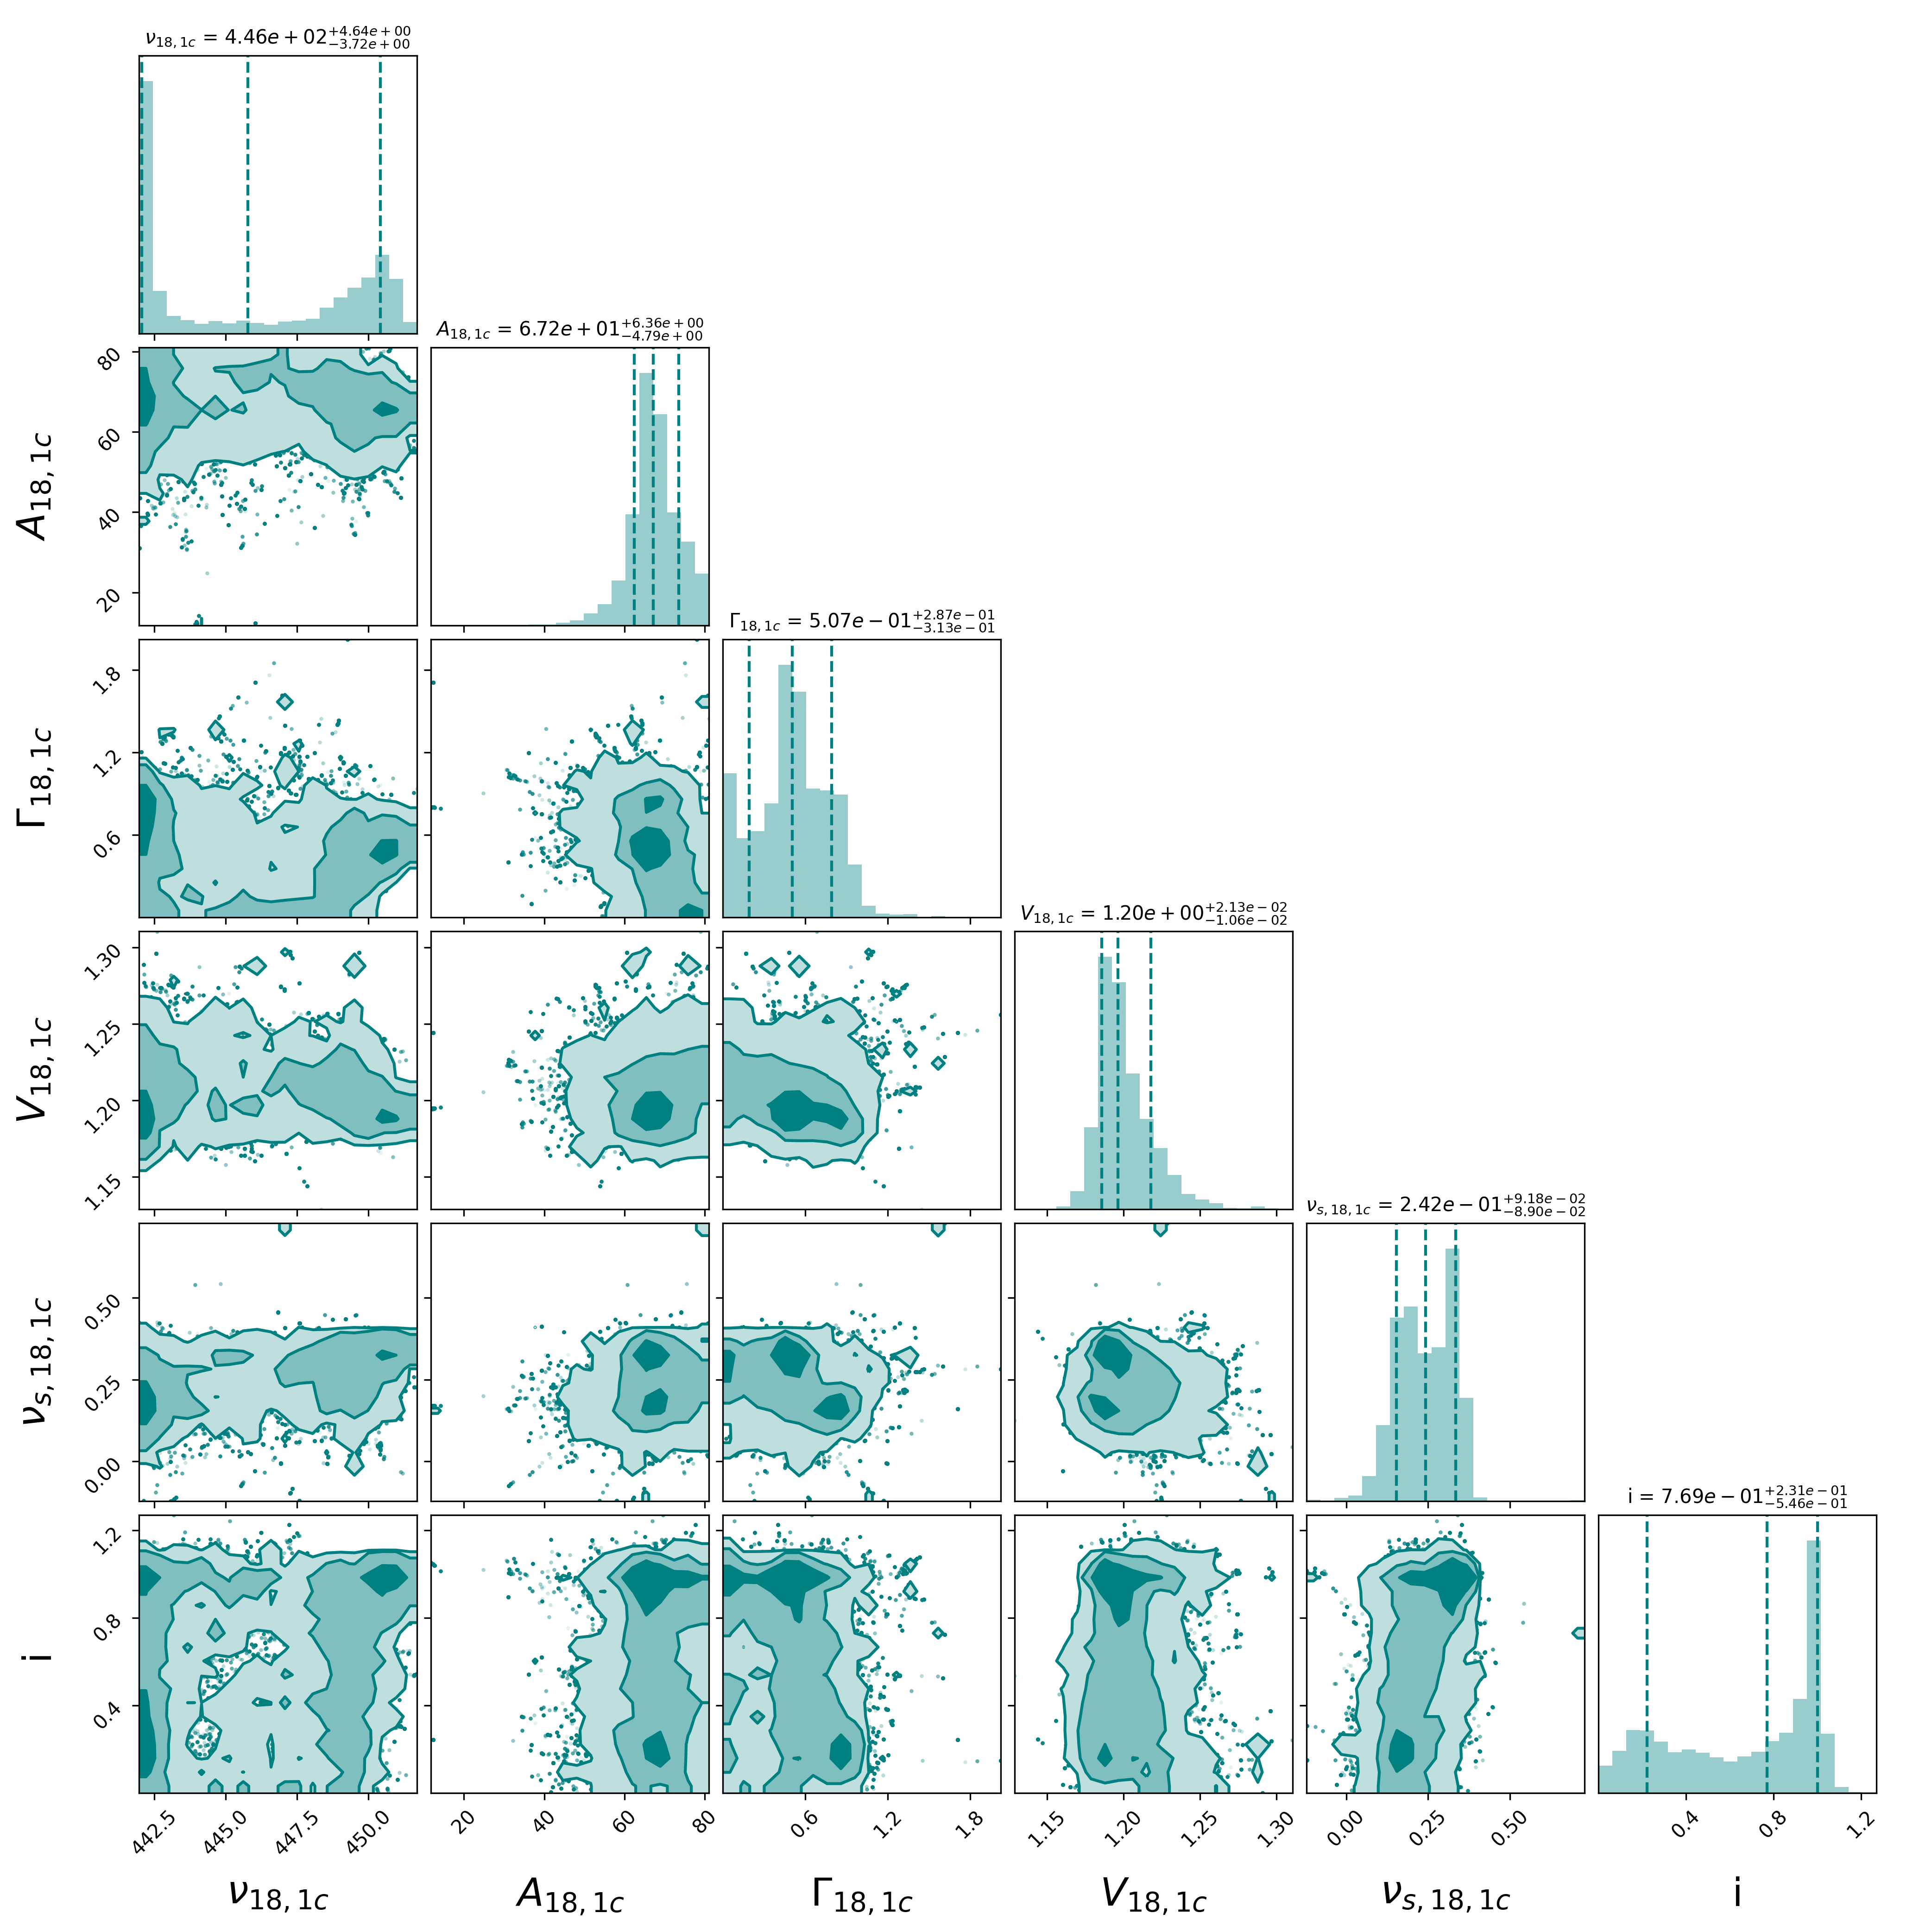 ν18,1c = 4.46e+02+4.64e+00−3.72e+00
A18,1c = 6.72e+01+6.36e+00−4.79e+00
80
60
40
20
A18,1c
Γ18,1c = 5.07e−01+2.87e−01−3.13e−01
1.8
1.2
0.6
Γ18,1c
V18,1c = 1.20e+00+2.13e−02−1.06e−02
1.30
1.25
1.20
1.15
V18,1c
νs,18,1c = 2.42e−01+9.18e−02−8.90e−02
0.50
0.25
0.00
νs,18,1c
i = 7.69e−01+2.31e−01−5.46e−01
1.2
0.8
0.4
i
442.5 445.0 447.5 450.0 20 40 60 80 0.6 1.2 1.8 1.15 1.20 1.25 1.30 0.00 0.25 0.50 0.4 0.8 1.2
ν18,1c A18,1c Γ18,1c V18,1c νs,18,1c i